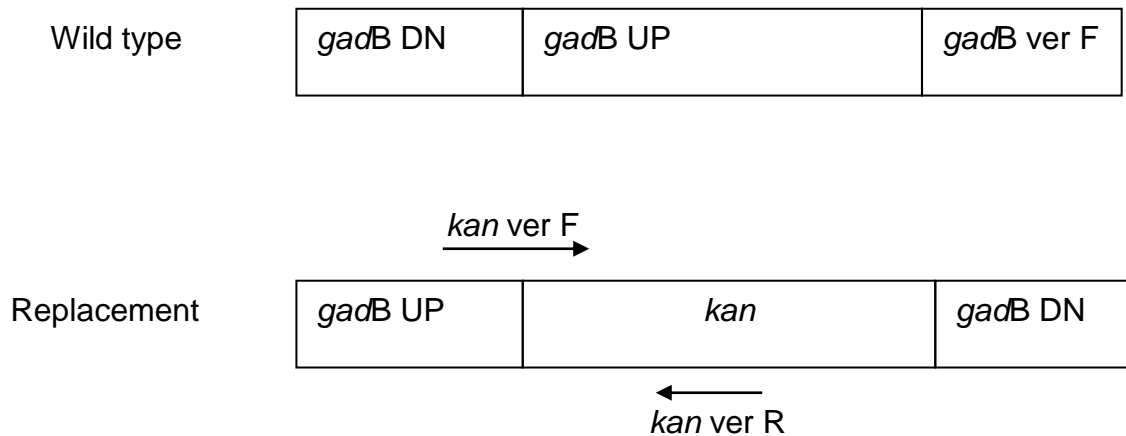 Wild type
gadB DN
gadB UP
gadB ver F
kan ver F
Replacement
gadB UP
kan
gadB DN
kan ver R